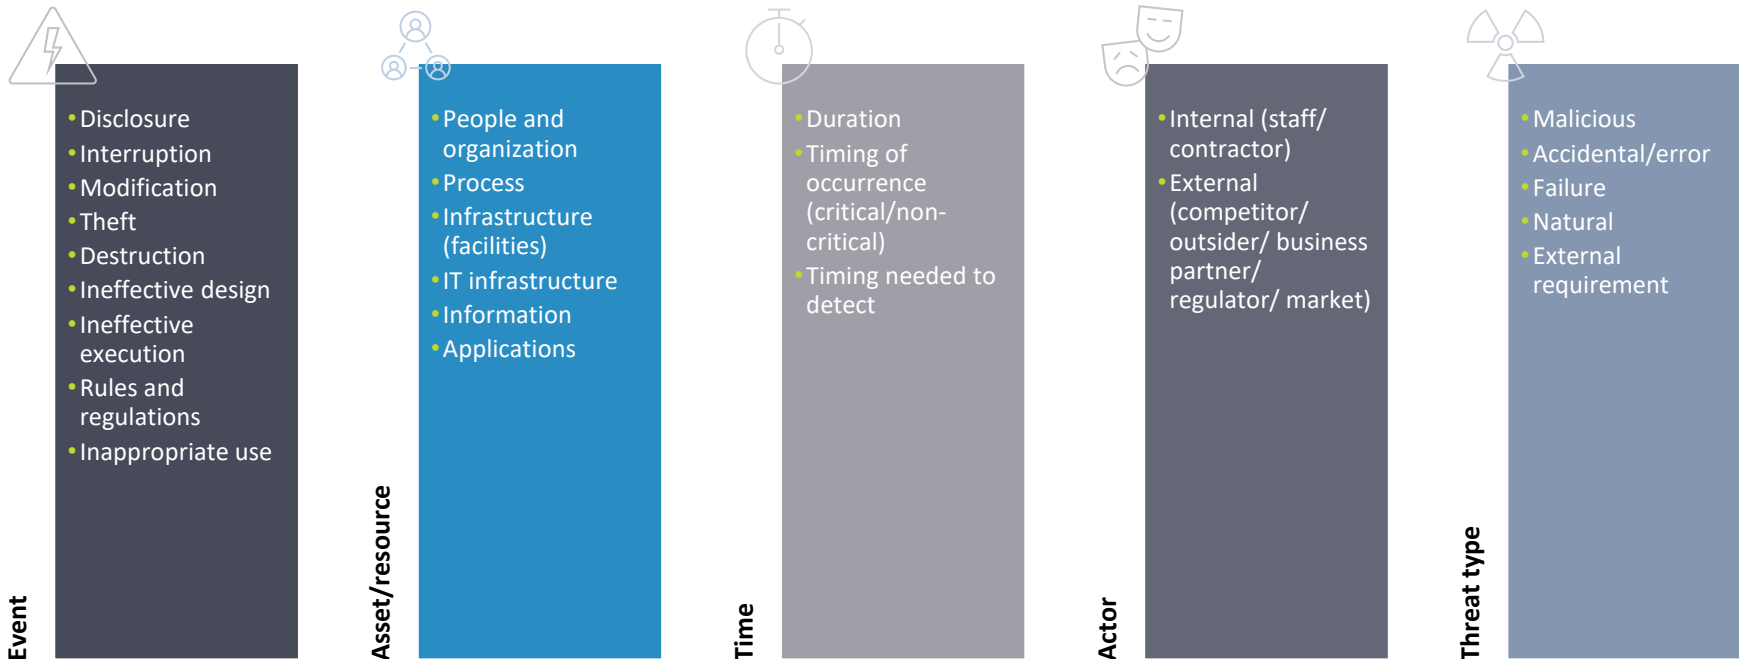 Event
• Disclosure
• Interruption
• Modification
• Theft
• Destruction
• Ineffective design
• Ineffective
execution
• Rules and
regulations
• Inappropriate use
Asset/resource
• People and
organization
• Process
• Infrastructure
(facilities)
• IT infrastructure
• Information
• Applications
Time
• Duration
• Timing of
occurrence
(critical/non-
critical)
• Timing needed to
detect
Actor
• Internal (staff/
contractor)
• External
(competitor/
outsider/ business
partner/
regulator/ market)
Threat type
• Malicious
• Accidental/error
• Failure
• Natural
• External
requirement